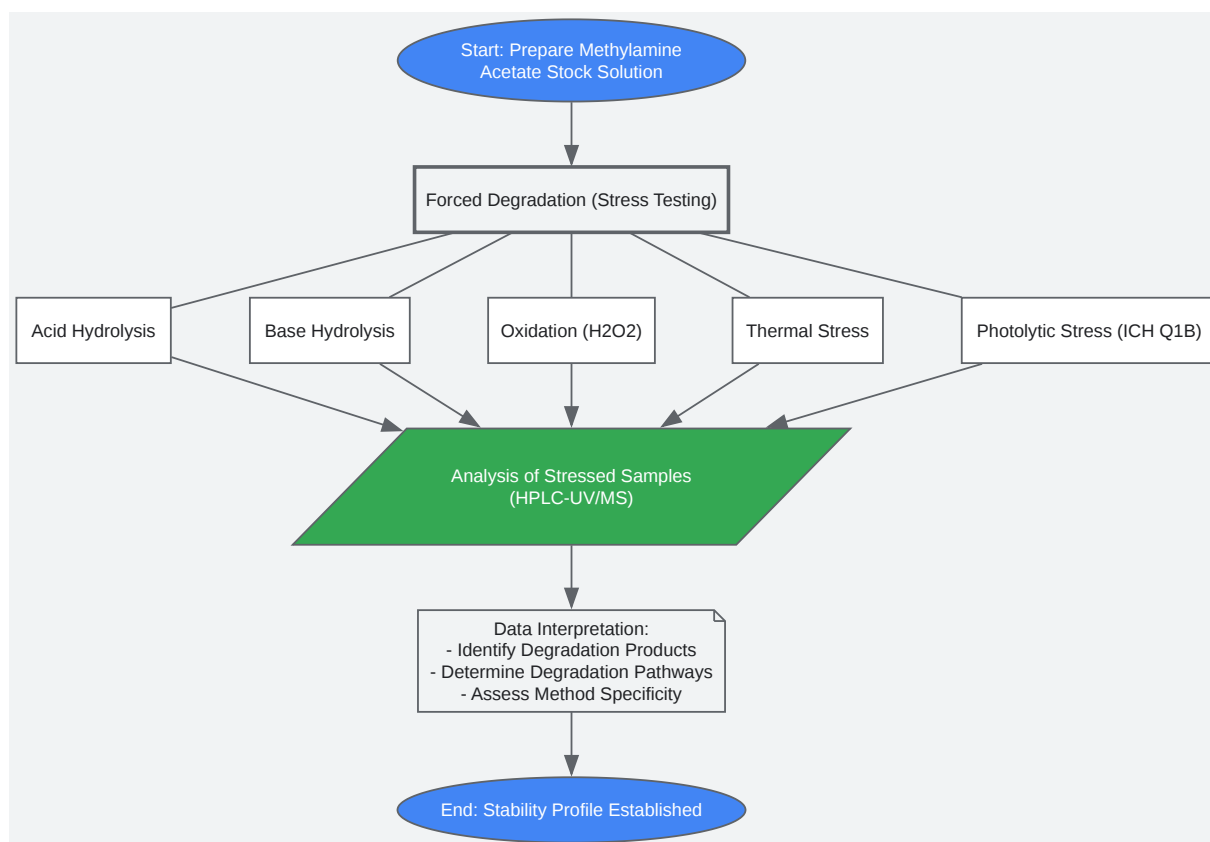 Start: Prepare Methylamine
Acetate Stock Solution
Forced Degradation (Stress Testing)
Acid Hydrolysis
Base Hydrolysis
Oxidation (H2O2)
Thermal Stress
Photolytic Stress (ICH Q1B)
Analysis of Stressed Samples
(HPLC-UV/MS)
Data Interpretation:
- Identify Degradation Products
- Determine Degradation Pathways
- Assess Method Specificity
End: Stability Profile Established